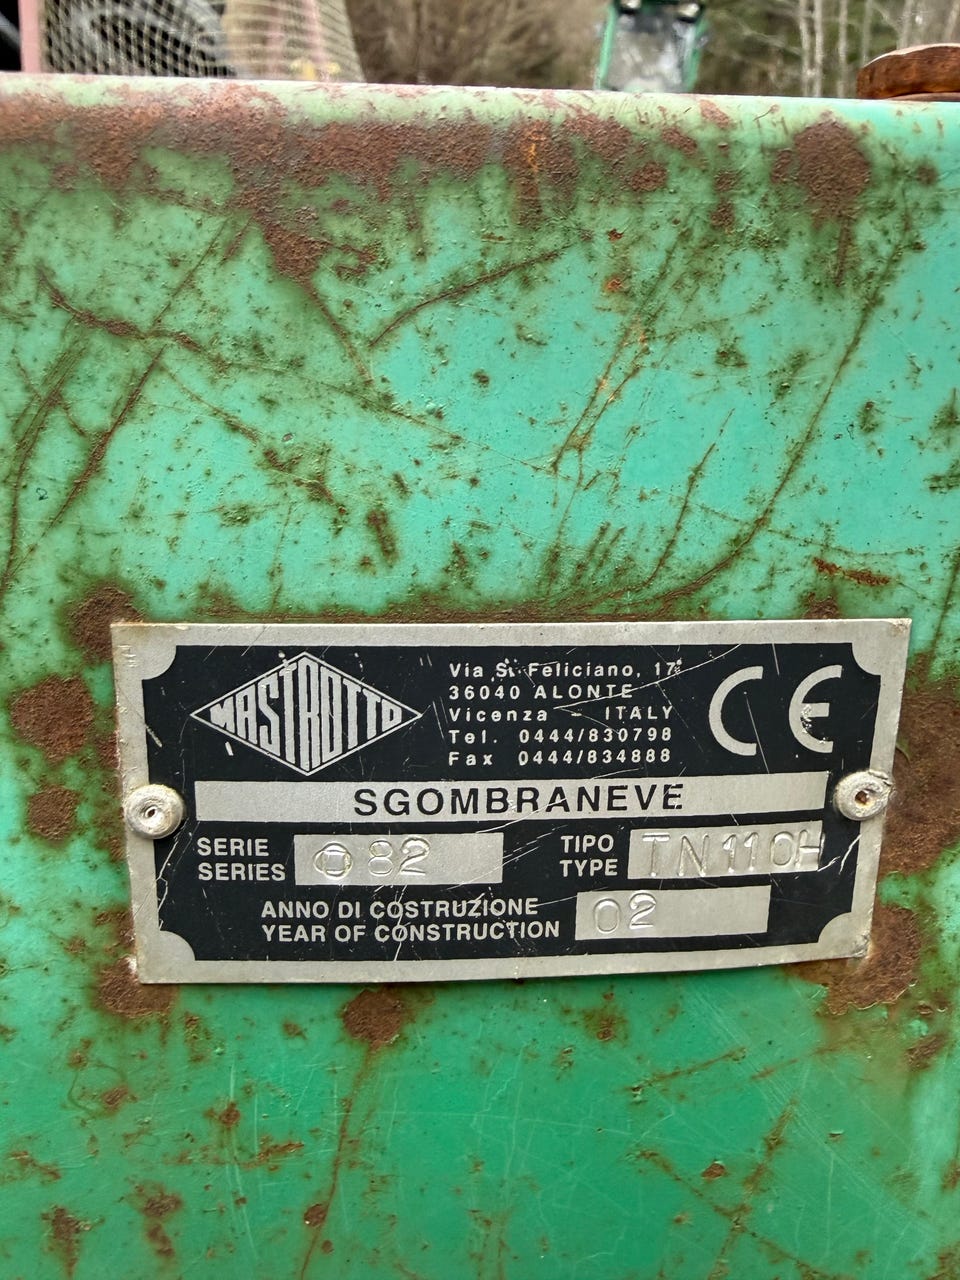 MASTROTTO
Via S. Feliciano, 17
36040 ALONTE
Vicenza - ITALY
Tel. 0444/830798
Fax 0444/834888
CE
SGOMBRANEVE
SERIE
SERIES
082
TIPO
TYPE
TN110H
ANNO DI COSTRUZIONE
YEAR OF CONSTRUCTION
02